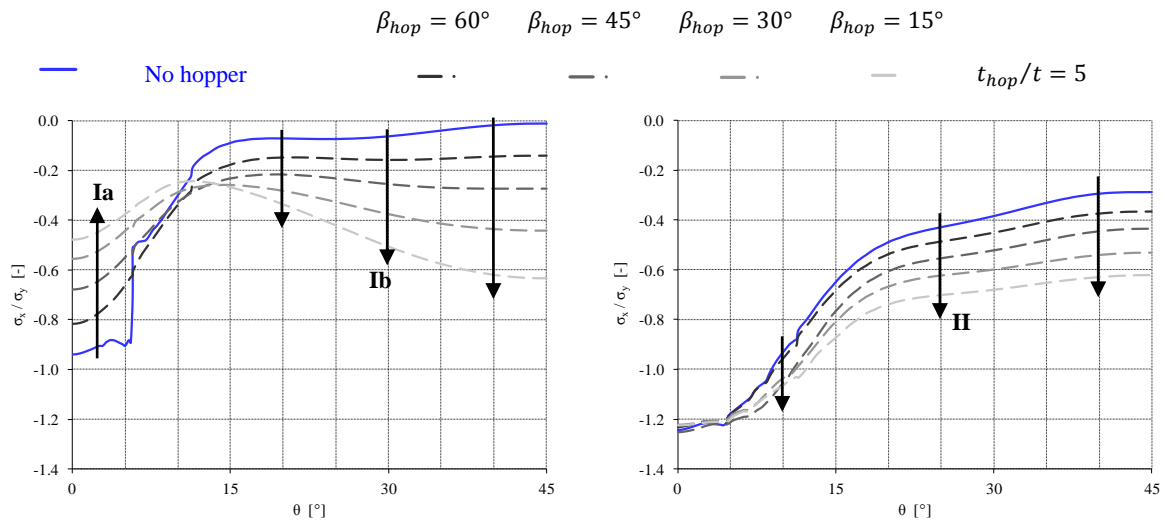 β_hop = 60° β_hop = 45° β_hop = 30° β_hop = 15°
No hopper t_hop/t = 5
0.0
-0.2
-0.4
-0.6
-0.8
-1.0
-1.2
-1.4
σx / σy [-]
Ia
Ib
0 15 30 45
θ [°]
0.0
-0.2
-0.4
-0.6
-0.8
-1.0
-1.2
-1.4
σx / σy [-]
II
0 15 30 45
θ [°]